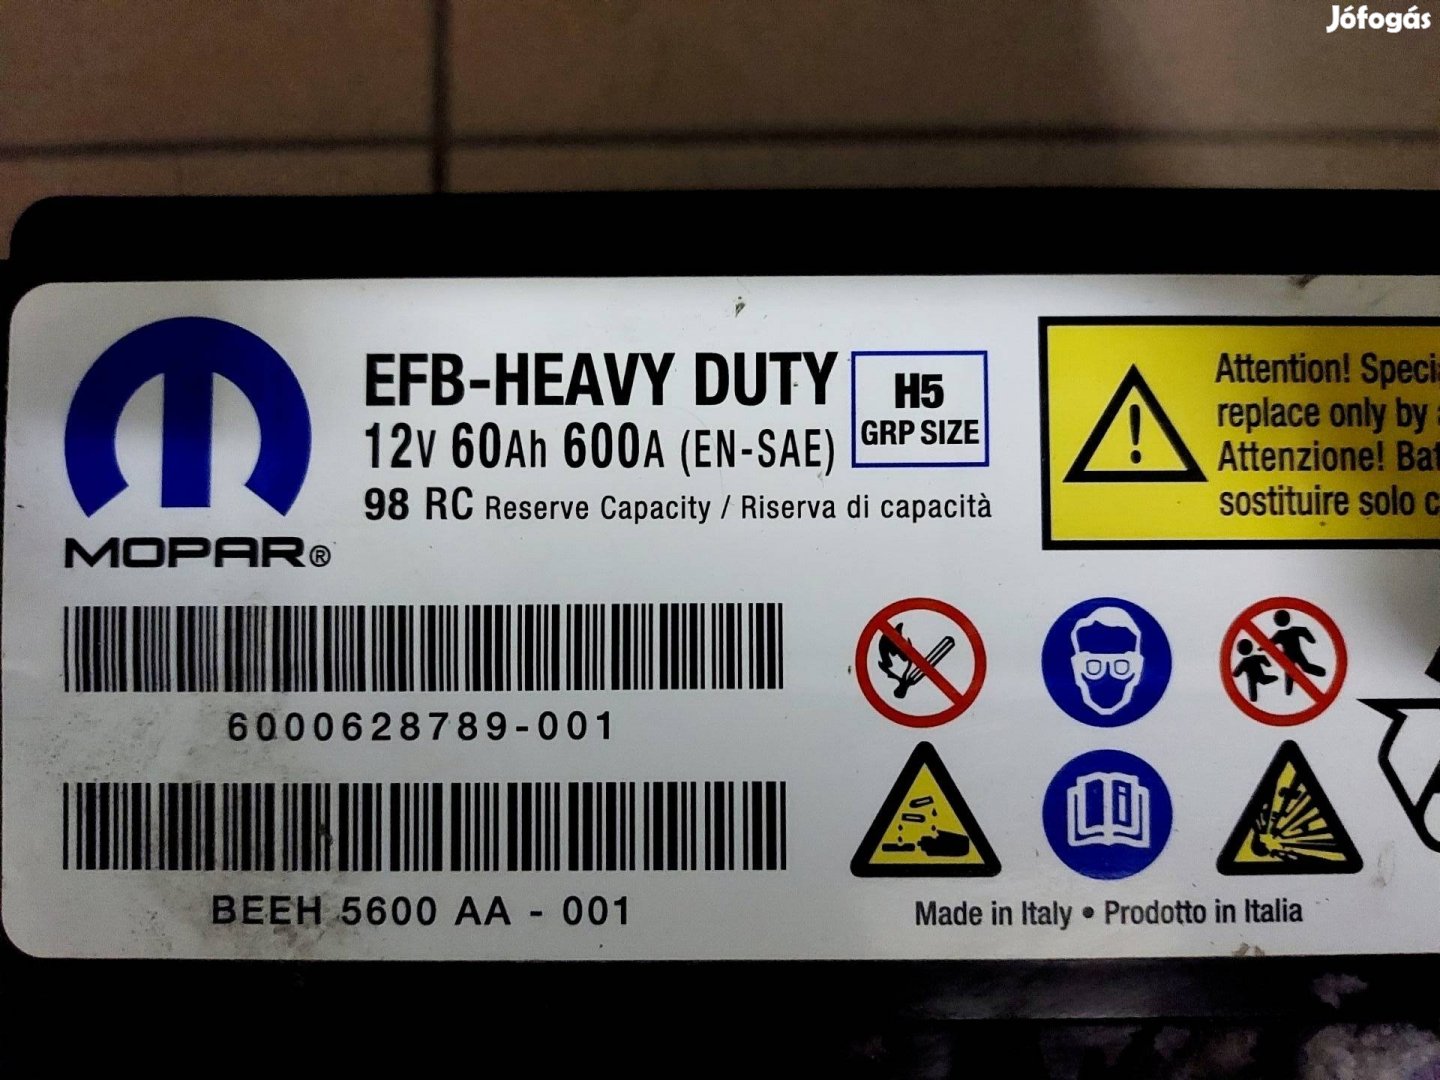 Jófogás
EFB-HEAVY DUTY
12V 60Ah 600A (EN-SAE)
98 RC Reserve Capacity / Riserva di capacità
H5
GRP SIZE
MOPAR®
6000628789-001
BEEH 5600 AA - 001
Attention!
replace only by
Attenzione!
sostituire solo
Made in Italy • Prodotto in Italia